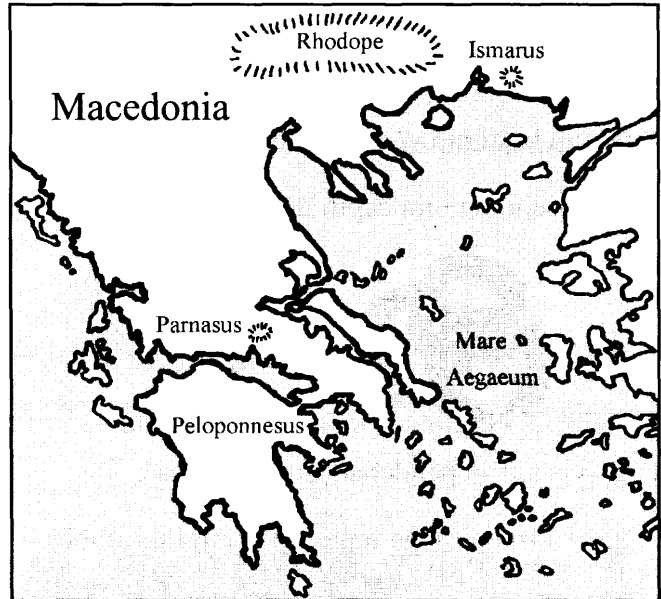 Rhodope
Ismarus
Macedonia
Parnasus
Mare
Aegaeum
Peloponnesus